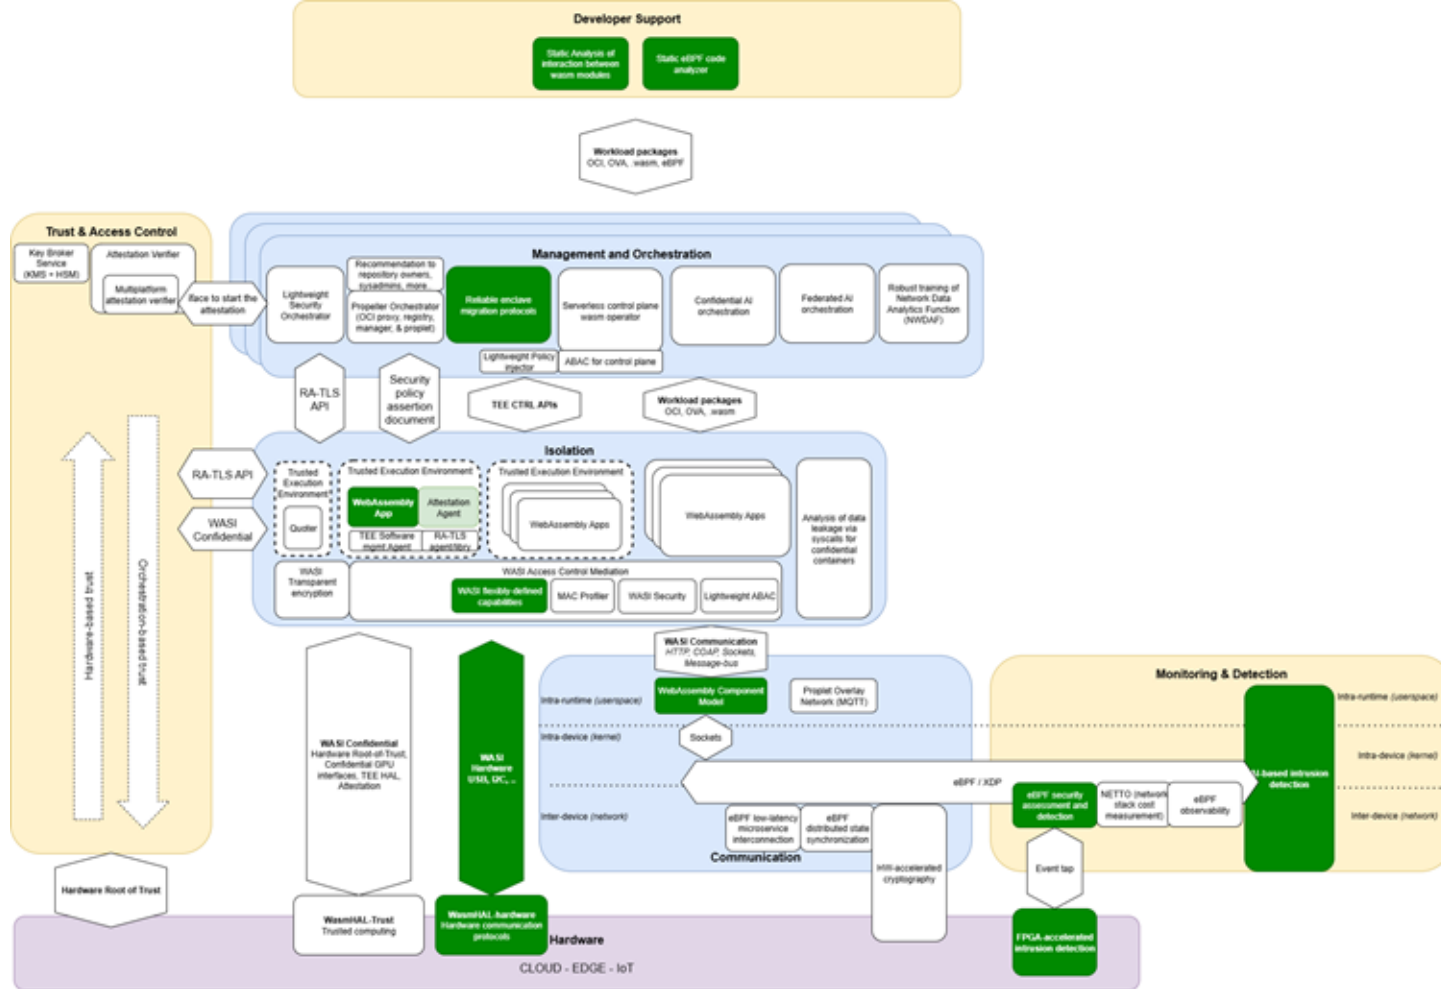 Developer Support
Static Analysis of
interaction between
wasm modules
Static eBPF code
analyzer
Workload packages
OCI, OVA, .wasm, eBPF
Trust & Access Control
Key Broker
Service
(KMS + HSM)
Attestation Verifier
Multiplatform
attestation verifier
iface to start the
attestation
Management and Orchestration
Lightweight
Security
Orchestrator
Recommendation to
repository owners,
sysadmins, more..
Propeller Orchestrator
(OCI proxy, registry,
manager, & proplet)
Reliable enclave
migration protocols
Serverless control plane
wasm operator
Confidential AI
orchestration
Federated AI
orchestration
Robust training of
Network Data
Analytics Function
(NWDAF)
Lightweight Policy
injector
ABAC for control plane
RA-TLS
API
Security
policy
assertion
document
TEE CTRL APIs
Workload packages
OCI, OVA, .wasm
RA-TLS API
WASI
Confidential
Hardware-based trust
Orchestration-based trust
Isolation
Trusted
Execution
Environment
Quoter
Trusted Execution Environment
WebAssembly
App
Attestation
Agent
TEE Software
mgmt Agent
RA-TLS
agent/libry
Trusted Execution Environment
WebAssembly Apps
WebAssembly Apps
Analysis of data
leakage via
syscalls for
confidential
containers
WASI
Transparent
encryption
WASI Access Control Mediation
WASI flexibly-defined
capabilities
MAC Profiler
WASI Security
Lightweight ABAC
WASI Communication
HTTP, COAP, Sockets,
Message-bus
WASI Confidential
Hardware Root-of-Trust,
Confidential GPU
interfaces, TEE HAL,
Attestation
WASI
Hardware
USB, I2C, ..
Intra-runtime (userspace)
WebAssembly Component
Model
Proplet Overlay
Network (MQTT)
Intra-device (kernel)
Sockets
eBPF / XDP
Inter-device (network)
eBPF low-latency
microservice
interconnection
eBPF
distributed state
synchronization
HW-accelerated
cryptography
Communication
Monitoring & Detection
Intra-runtime (userspace)
Intra-device (kernel)
Inter-device (network)
AI-based intrusion
detection
eBPF security
assessment and
detection
NETTO (network
stack cost
measurement)
eBPF
observability
Event tap
FPGA-accelerated
intrusion detection
Hardware Root of Trust
WasmHAL-Trust
Trusted computing
WasmHAL-hardware
Hardware communication
protocols
Hardware
CLOUD - EDGE - IoT